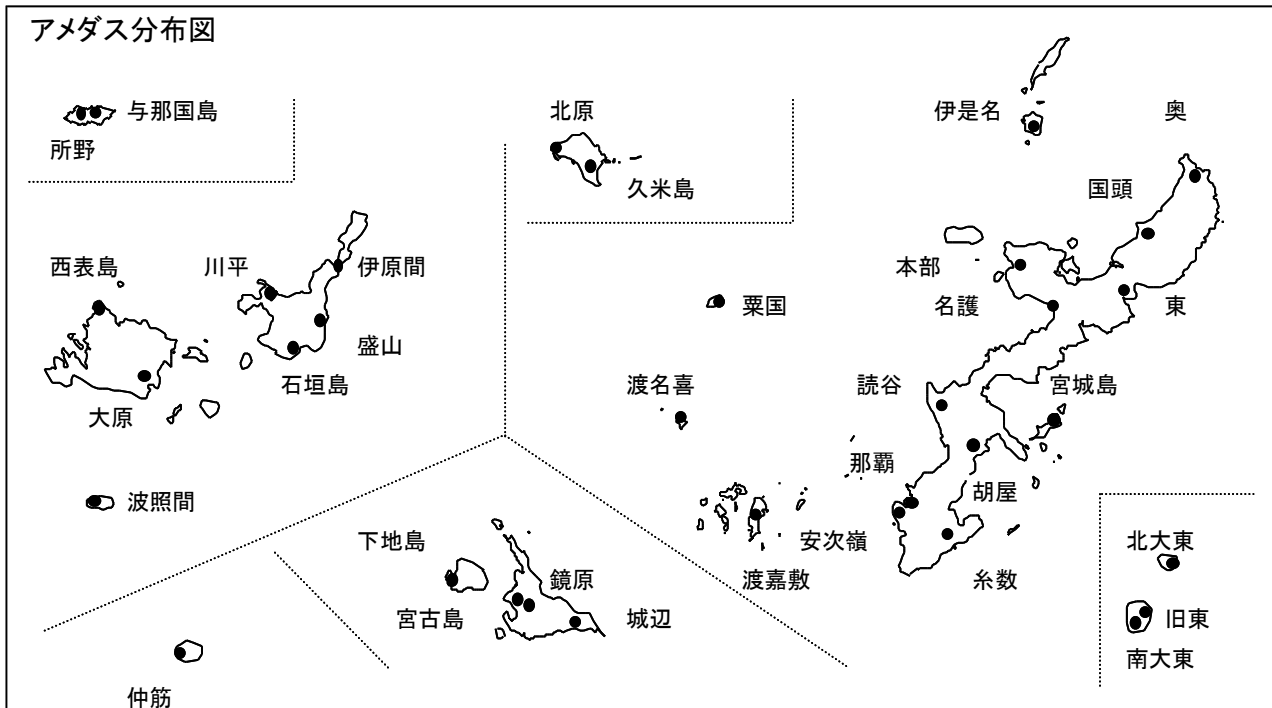 アメダス分布図
与那国島
所野
北原
久米島
伊是名
奥
国頭
西表島
川平
伊原間
盛山
石垣島
大原
波照間
粟国
渡名喜
本部
名護
東
読谷
宮城島
那覇
胡屋
安次嶺
渡嘉敷
糸数
下地島
鏡原
宮古島
城辺
仲筋
北大東
旧東
南大東